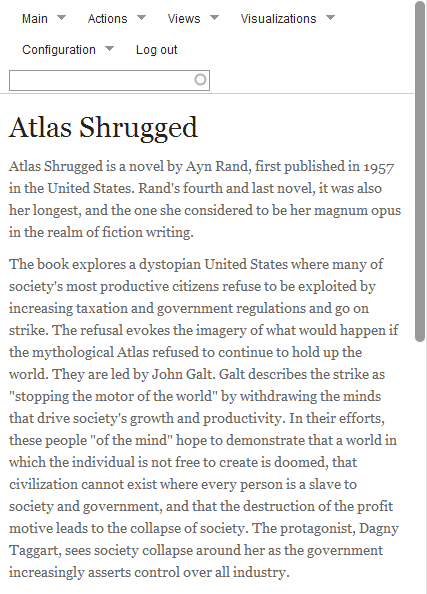 Main Actions Views Visualizations
Configuration Log out
Atlas Shrugged
Atlas Shrugged is a novel by Ayn Rand, first published in 1957
in the United States. Rand's fourth and last novel, it was also
her longest, and the one she considered to be her magnum opus
in the realm of fiction writing.
The book explores a dystopian United States where many of
society's most productive citizens refuse to be exploited by
increasing taxation and government regulations and go on
strike. The refusal evokes the imagery of what would happen if
the mythological Atlas refused to continue to hold up the
world. They are led by John Galt. Galt describes the strike as
"stopping the motor of the world" by withdrawing the minds
that drive society's growth and productivity. In their efforts,
these people "of the mind" hope to demonstrate that a world in
which the individual is not free to create is doomed, that
civilization cannot exist where every person is a slave to
society and government, and that the destruction of the profit
motive leads to the collapse of society. The protagonist, Dagny
Taggart, sees society collapse around her as the government
increasingly asserts control over all industry.